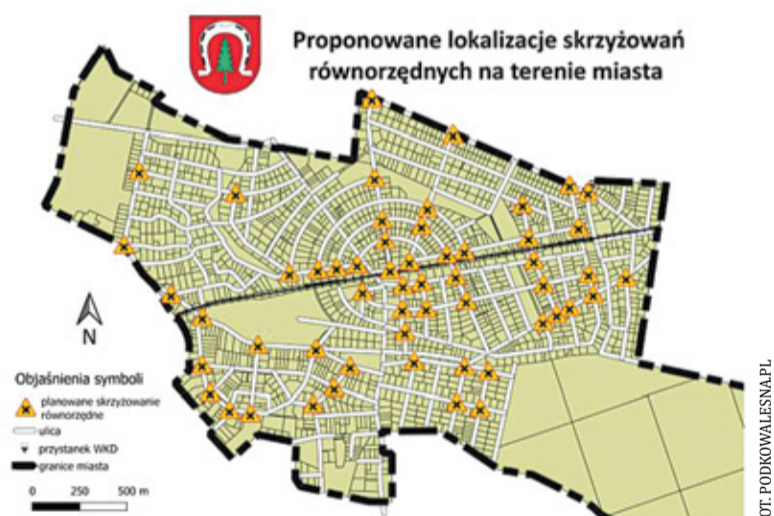 Proponowane lokalizacje skrzyżowań
równorzędnych na terenie miasta
N
Objaśnienia symboli
planowane skrzyżowanie
równorzędne
ulica
przystanek WKD
granice miasta
0 250 500 m
OT. PODKOWALESNA.PL